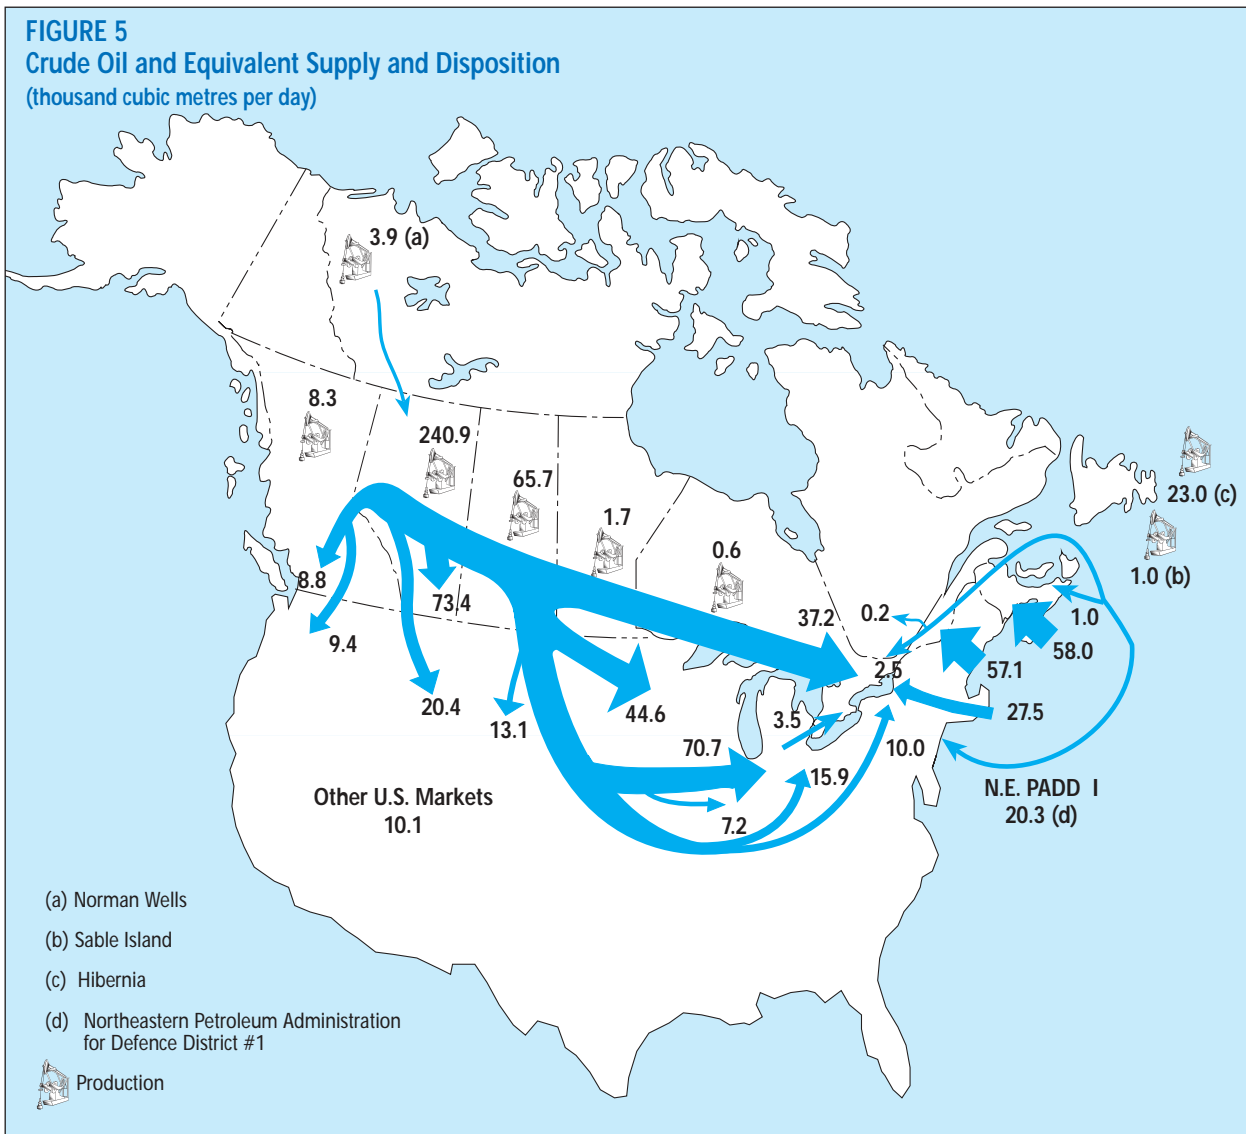 FIGURE 5
Crude Oil and Equivalent Supply and Disposition
(thousand cubic metres per day)
3.9 (a)
8.3
240.9
65.7
1.7
0.6
23.0 (c)
1.0 (b)
8.8
73.4
9.4
20.4
13.1
44.6
37.2
0.2
2.5
1.0
58.0
57.1
27.5
3.5
70.7
10.0
15.9
7.2
N.E. PADD I
20.3 (d)
Other U.S. Markets
10.1
(a) Norman Wells
(b) Sable Island
(c) Hibernia
(d) Northeastern Petroleum Administration
for Defence District #1
Production